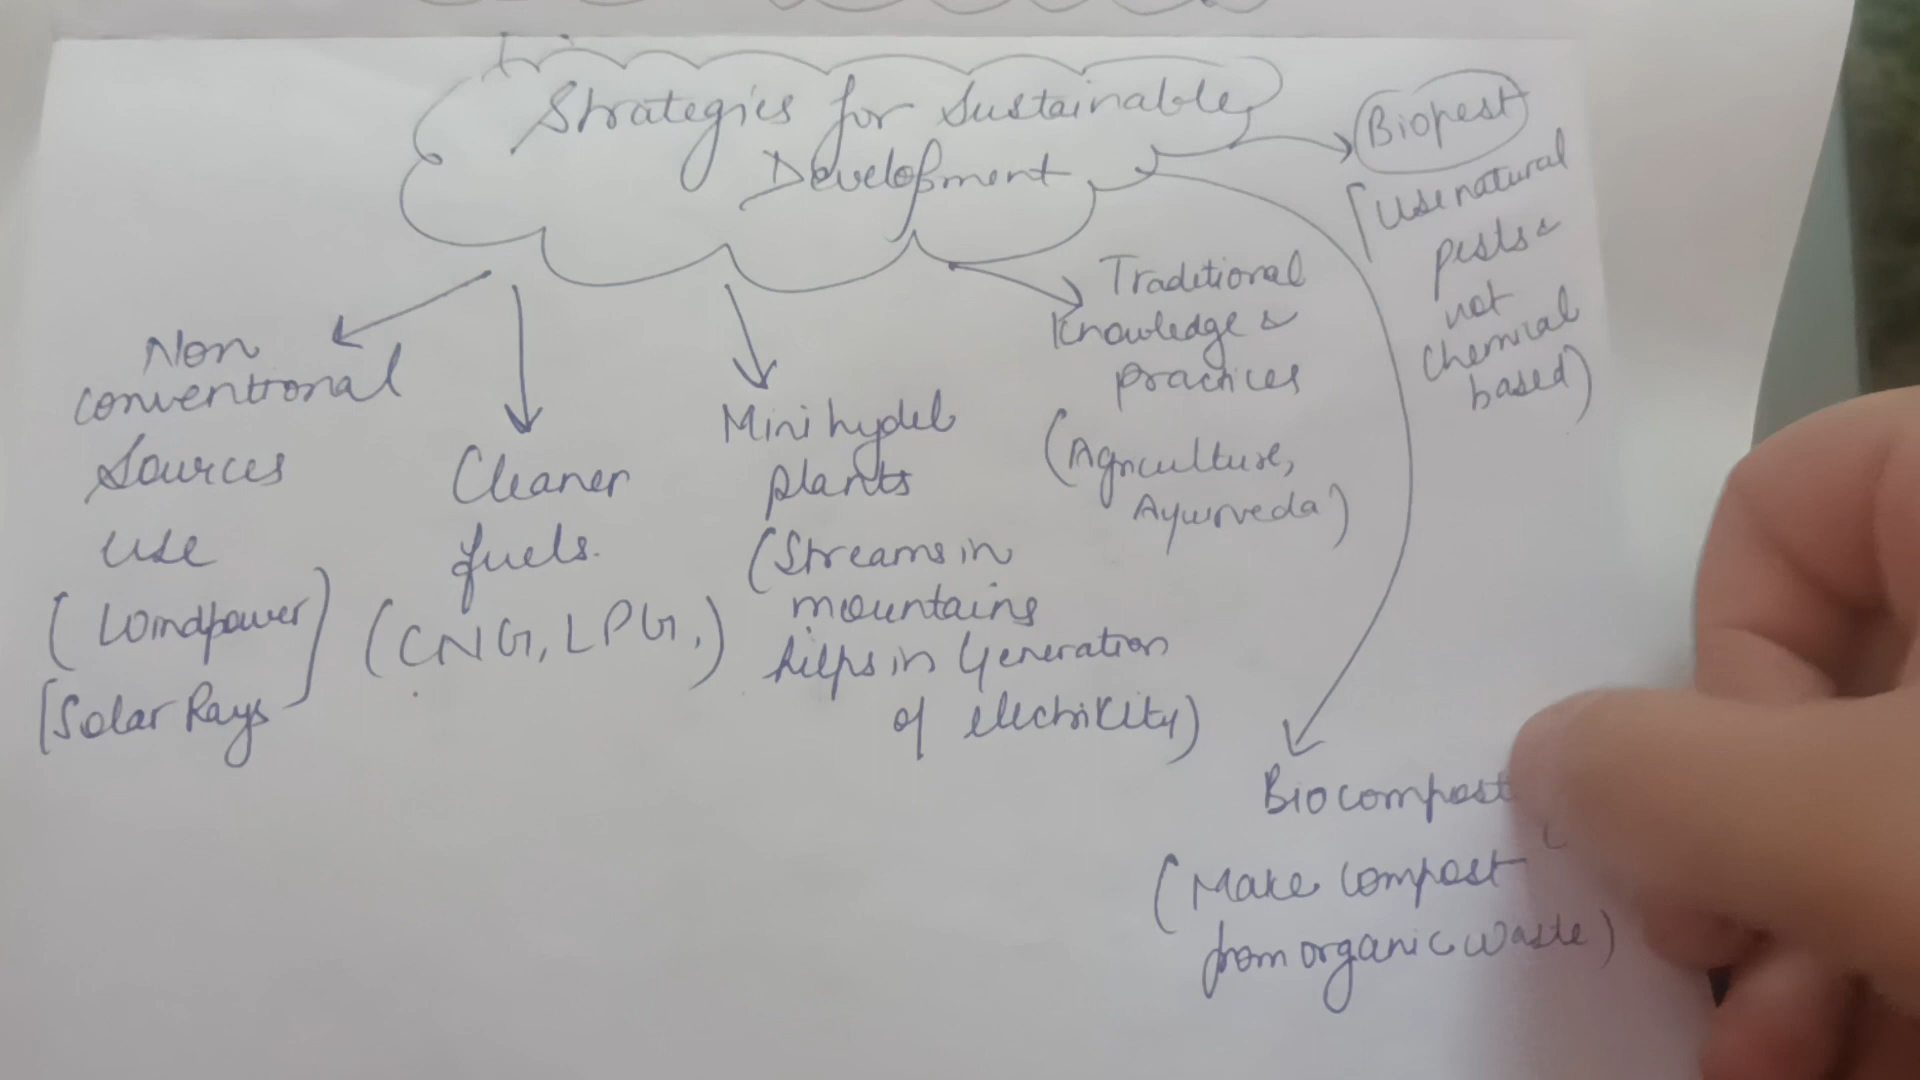 Strategies for Sustainable
Development
Biopest
[Use natural
pests &
not
chemical
based)
Non
conventional
Sources
use
(Windpower)
[Solar Rays
Cleaner
fuels.
(CNG, LPG,)
Mini hydel
plants
(Streams in
mountains
helps in Generation
of electricity)
Traditional
Knowledge &
practices
(Agriculture,
Ayurveda)
Biocompost
(Make compost
from organic waste)